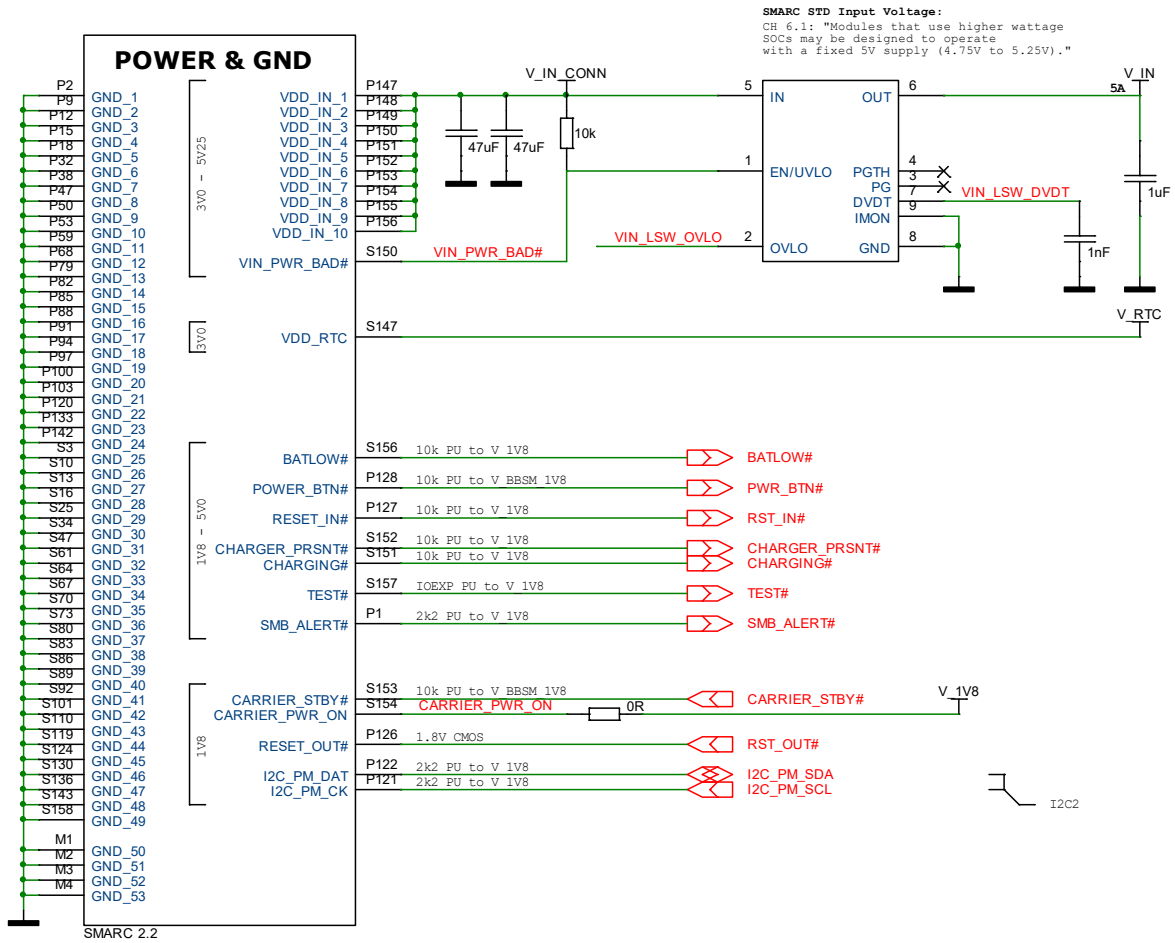 SMARC STD Input Voltage:
CH 6.1: "Modules that use higher wattage
SOCs may be designed to operate
with a fixed 5V supply (4.75V to 5.25V)."
POWER & GND
V_IN_CONN
V_IN
P2 GND_1
P9 GND_2
P12 GND_3
P15 GND_4
P18 GND_5
P32 GND_6
P38 GND_7
P47 GND_8
P50 GND_9
P53 GND_10
P59 GND_11
P68 GND_12
P79 GND_13
P82 GND_14
P85 GND_15
P88 GND_16
P91 GND_17
P94 GND_18
P97 GND_19
P100 GND_20
P103 GND_21
P120 GND_22
P133 GND_23
P142 GND_24
S3 GND_25
S10 GND_26
S13 GND_27
S16 GND_28
S25 GND_29
S34 GND_30
S47 GND_31
S61 GND_32
S64 GND_33
S67 GND_34
S70 GND_35
S73 GND_36
S80 GND_37
S83 GND_38
S86 GND_39
S89 GND_40
S92 GND_41
S101 GND_42
S110 GND_43
S119 GND_44
S124 GND_45
S130 GND_46
S136 GND_47
S143 GND_48
S158 GND_49
M1 GND_50
M2 GND_51
M3 GND_52
M4 GND_53
3V0 - 5V25
3V0
1V8 - 5V0
1V8
VDD_IN_1 P147
VDD_IN_2 P148
VDD_IN_3 P149
VDD_IN_4 P150
VDD_IN_5 P151
VDD_IN_6 P152
VDD_IN_7 P153
VDD_IN_8 P154
VDD_IN_9 P155
VDD_IN_10 P156
VIN_PWR_BAD# S150 VIN_PWR_BAD#
47uF 47uF
10k
5 IN OUT 6 5A
1 EN/UVLO PGTH 4
PG 3
DVDT 7 VIN_LSW_DVDT
IMON 9
VIN_LSW_OVLO 2 OVLO GND 8
1nF
1uF
VDD_RTC S147 V_RTC
BATLOW# S156 10k PU to V_1V8 BATLOW#
POWER_BTN# P128 10k PU to V_BBSM_1V8 PWR_BTN#
RESET_IN# P127 10k PU to V_1V8 RST_IN#
CHARGER_PRSNT# S152 10k PU to V_1V8 CHARGER_PRSNT#
CHARGING# S151 10k PU to V_1V8 CHARGING#
TEST# S157 IOEXP PU to V_1V8 TEST#
SMB_ALERT# P1 2k2 PU to V_1V8 SMB_ALERT#
CARRIER_STBY# S153 10k PU to V_BBSM_1V8 CARRIER_STBY#
CARRIER_PWR_ON S154 CARRIER_PWR_ON 0R V_1V8
RESET_OUT# P126 1.8V CMOS RST_OUT#
I2C_PM_DAT P122 2k2 PU to V_1V8 I2C_PM_SDA
I2C_PM_CK P121 2k2 PU to V_1V8 I2C_PM_SCL
I2C2
SMARC 2.2